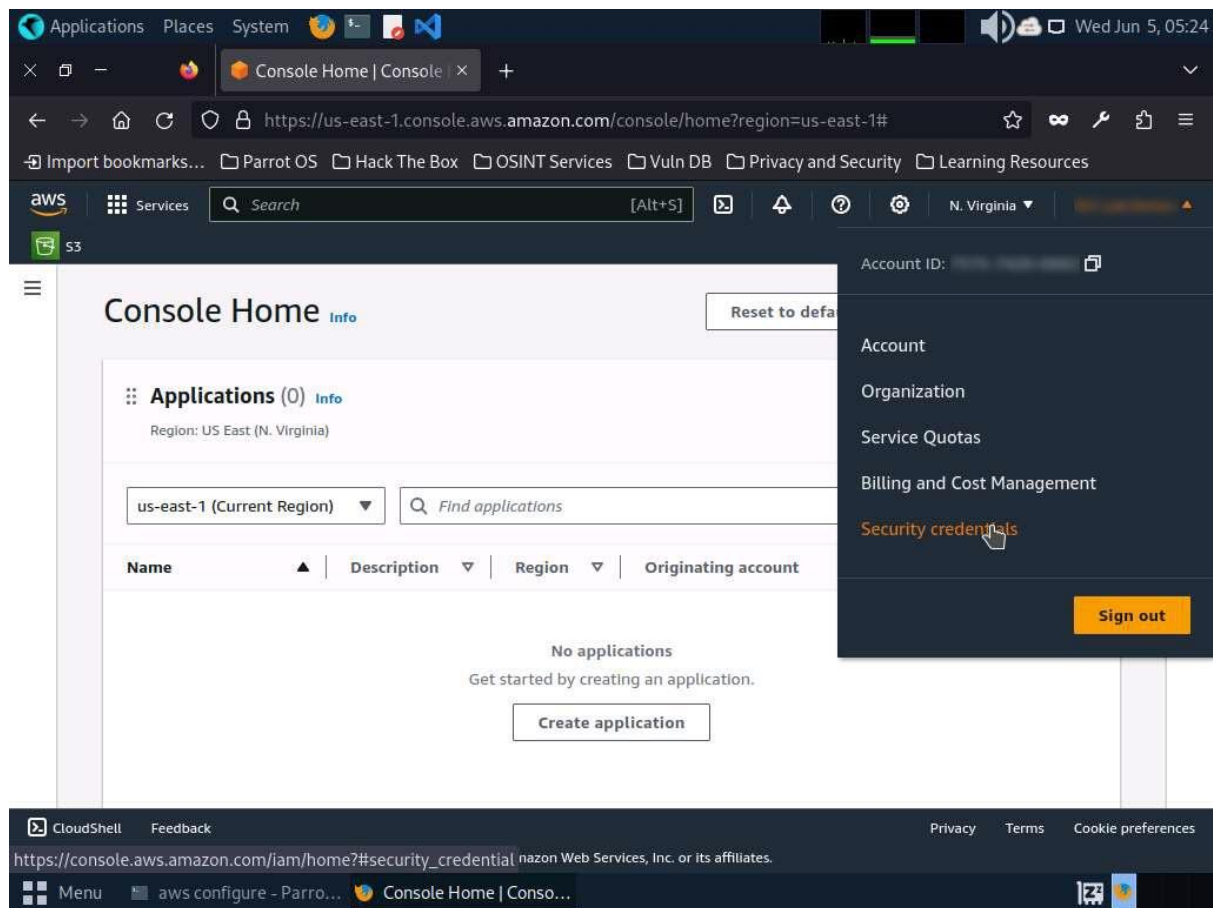 Applications Places System Wed Jun 5, 05:24
Console Home | Console
https://us-east-1.console.aws.amazon.com/console/home?region=us-east-1#
Import bookmarks... Parrot OS Hack The Box OSINT Services Vuln DB Privacy and Security Learning Resources
aws Services Search [Alt+S] N. Virginia
S3
Account ID:
Console Home Info
Reset to defa
Account
Organization
Service Quotas
Billing and Cost Management
Security credentials
Sign out
Applications (0) Info
Region: US East (N. Virginia)
us-east-1 (Current Region) Find applications
Name Description Region Originating account
No applications
Get started by creating an application.
Create application
CloudShell Feedback Privacy Terms Cookie preferences
https://console.aws.amazon.com/iam/home?#security_credential nazon Web Services, Inc. or its affiliates.
Menu aws configure - Parro... Console Home | Conso...